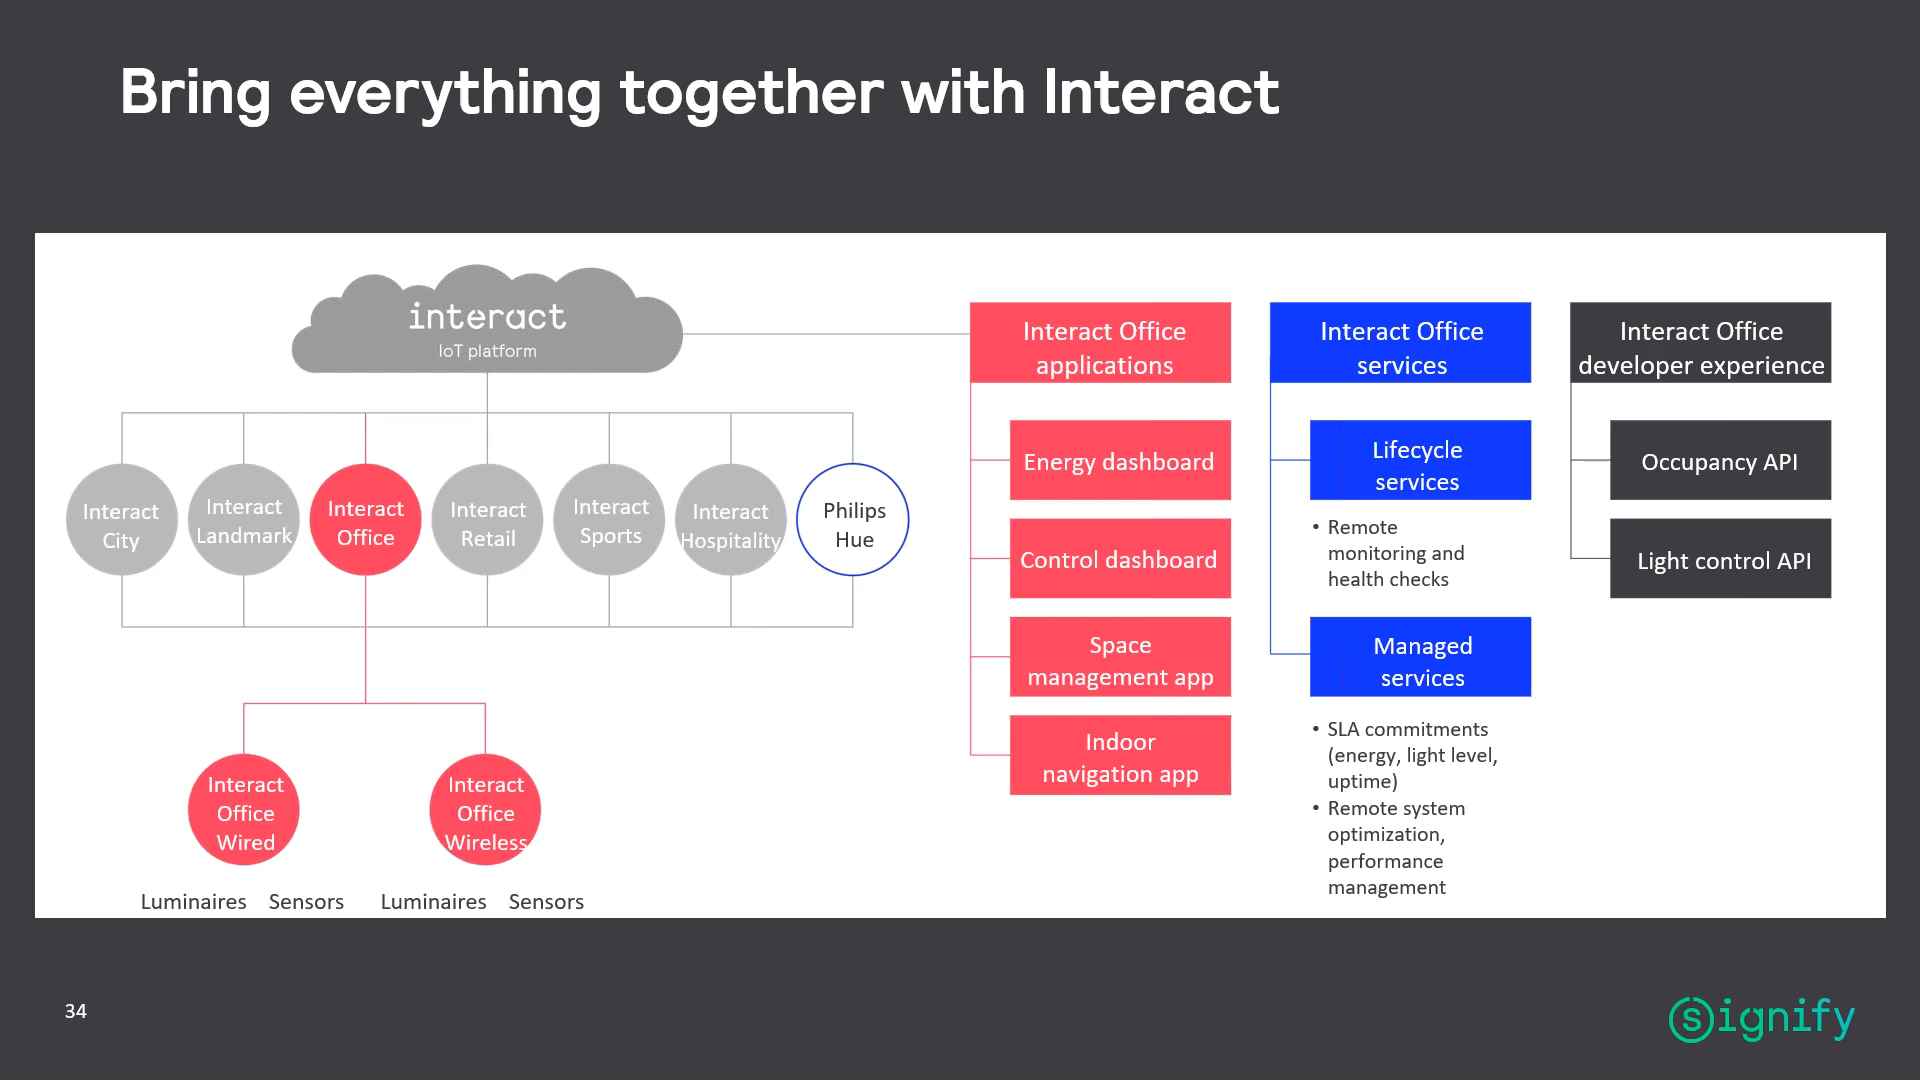 Bring everything together with Interact
interact
IoT platform
Interact
City
Interact
Landmark
Interact
Office
Interact
Retail
Interact
Sports
Interact
Hospitality
Philips
Hue
Interact
Office
Wired
Interact
Office
Wireless
Luminaires Sensors Luminaires Sensors
Interact Office
applications
Energy dashboard
Control dashboard
Space
management app
Indoor
navigation app
Interact Office
services
Lifecycle
services
• Remote
monitoring and
health checks
Managed
services
• SLA commitments
(energy, light level,
uptime)
• Remote system
optimization,
performance
management
Interact Office
developer experience
Occupancy API
Light control API
34
Signify